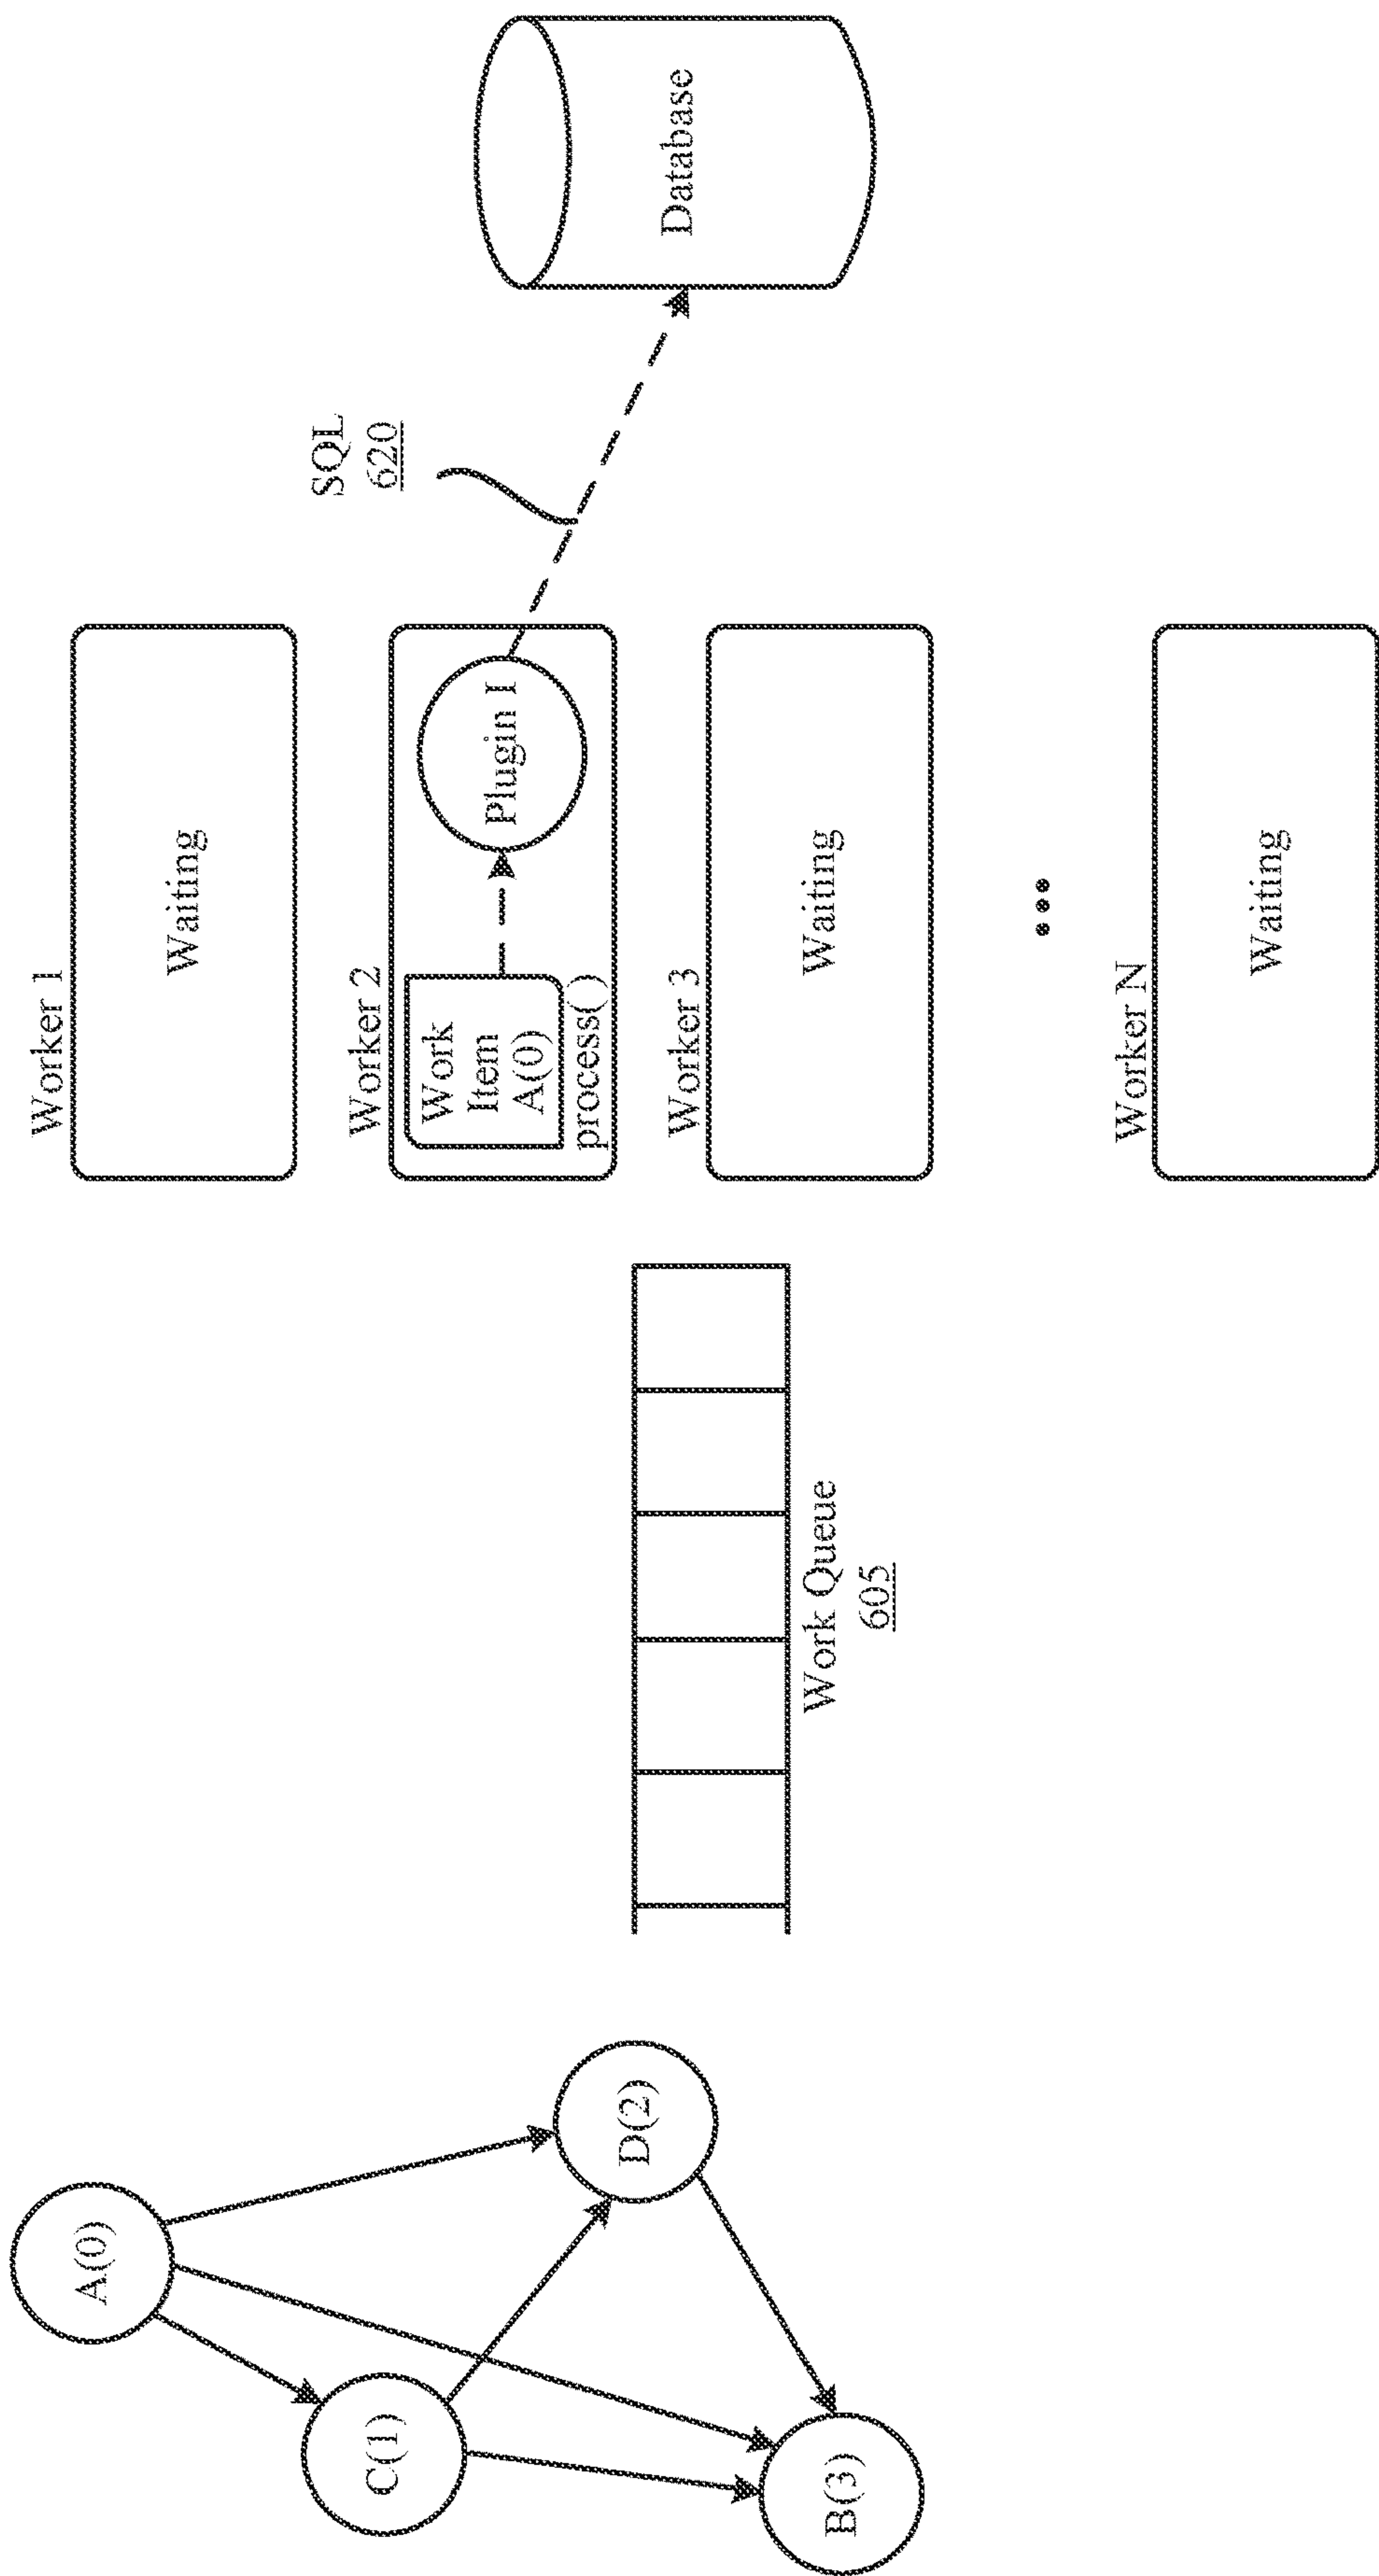 A(0)
C(1)
D(2)
B(3)
Work Queue
605
Worker 1
Waiting
Worker 2
Work
Item
A(0)
process( )
Plugin I
Worker 3
Waiting
...
Worker N
Waiting
SQL
620
Database